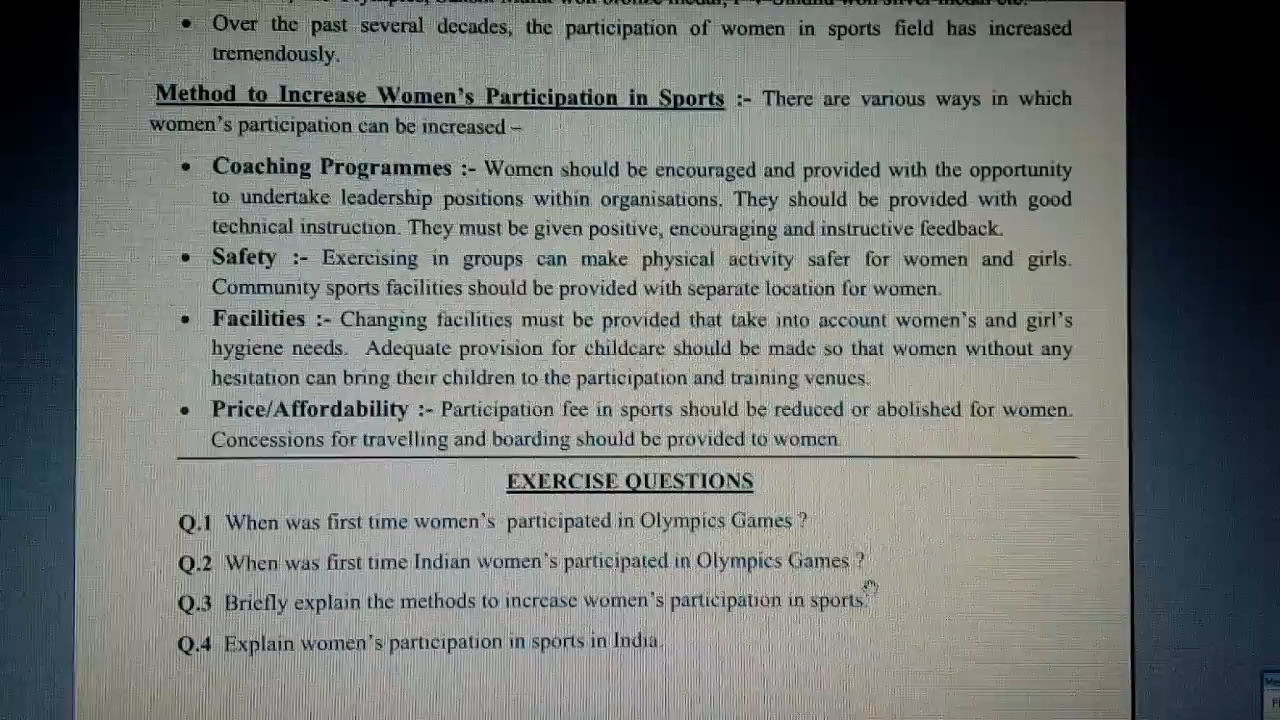 • Over the past several decades, the participation of women in sports field has increased
tremendously.
Method to Increase Women's Participation in Sports :- There are various ways in which
women's participation can be increased –
• Coaching Programmes :- Women should be encouraged and provided with the opportunity
to undertake leadership positions within organisations. They should be provided with good
technical instruction. They must be given positive, encouraging and instructive feedback.
• Safety :- Exercising in groups can make physical activity safer for women and girls.
Community sports facilities should be provided with separate location for women.
• Facilities :- Changing facilities must be provided that take into account women's and girl's
hygiene needs. Adequate provision for childcare should be made so that women without any
hesitation can bring their children to the participation and training venues.
• Price/Affordability :- Participation fee in sports should be reduced or abolished for women.
Concessions for travelling and boarding should be provided to women.
EXERCISE QUESTIONS
Q.1 When was first time women's participated in Olympics Games ?
Q.2 When was first time Indian women's participated in Olympics Games ?
Q.3 Briefly explain the methods to increase women's participation in sports.
Q.4 Explain women's participation in sports in India.